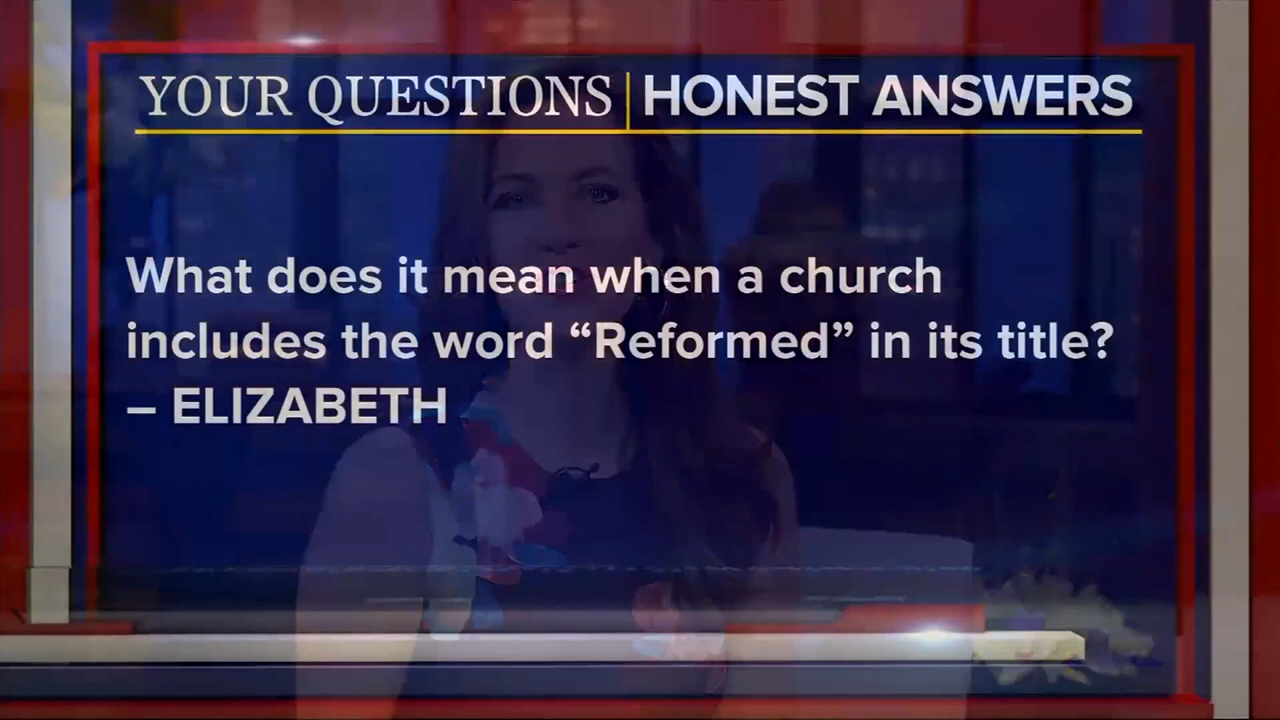 YOUR QUESTIONS | HONEST ANSWERS
What does it mean when a church
includes the word “Reformed” in its title?
– ELIZABETH